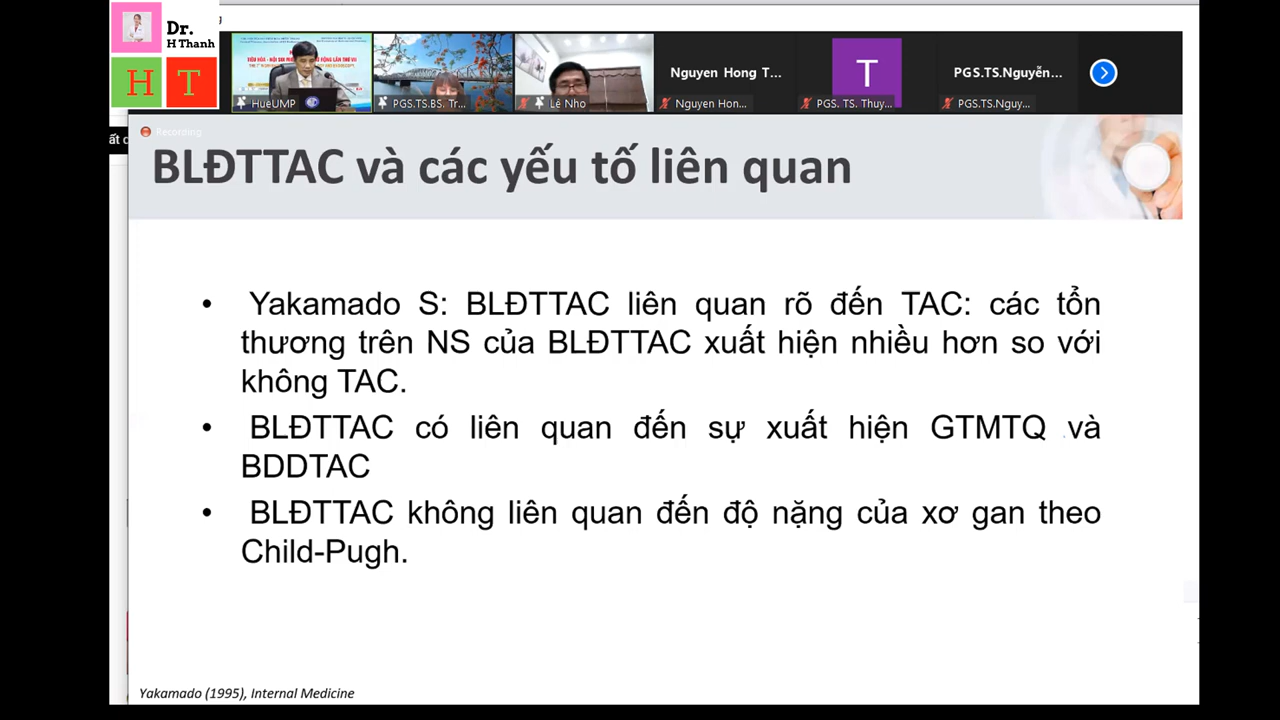 Dr.
H Thanh
H T
HueUMP
PGS.TS.BS. Tr...
Lê Nho
Nguyen Hong T...
Nguyen Hon...
T
PGS. TS. Thuy...
PGS.TS.Nguyễn...
PGS.TS.Nguy...
Recording
BLĐTTAC và các yếu tố liên quan
• Yakamado S: BLĐTTAC liên quan rõ đến TAC: các tổn
thương trên NS của BLĐTTAC xuất hiện nhiều hơn so với
không TAC.
• BLĐTTAC có liên quan đến sự xuất hiện GTMTQ và
BDDTAC
• BLĐTTAC không liên quan đến độ nặng của xơ gan theo
Child-Pugh.
Yakamado (1995), Internal Medicine